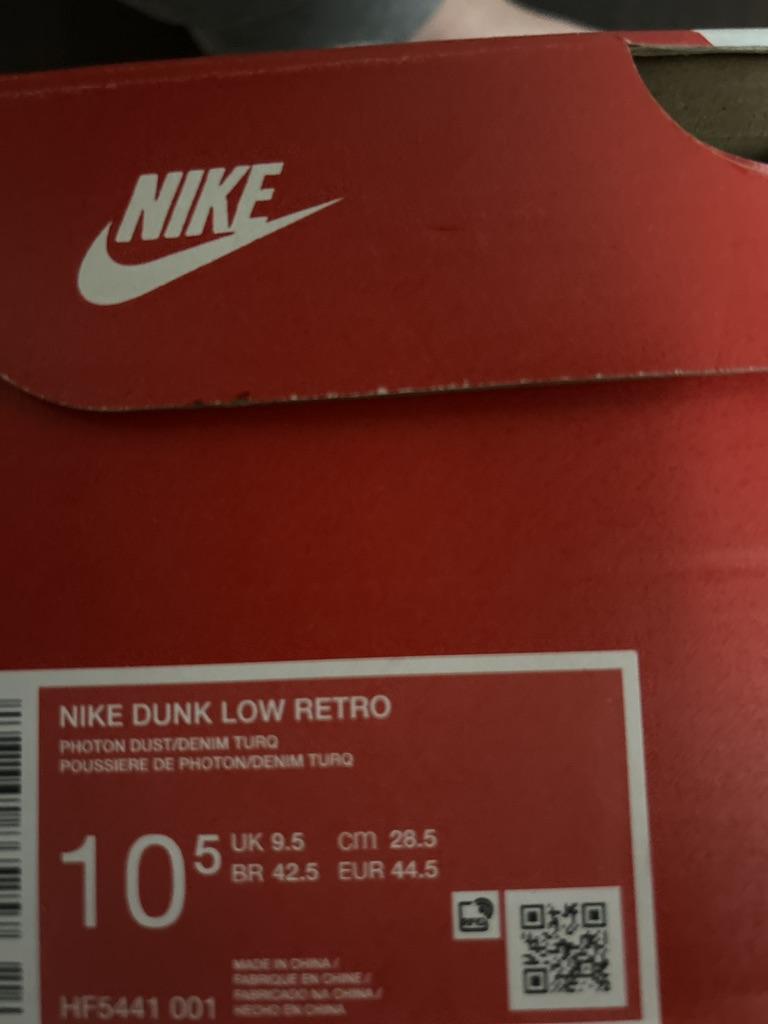 NIKE
NIKE DUNK LOW RETRO
PHOTON DUST/DENIM TURQ
POUSSIERE DE PHOTON/DENIM TURQ
10⁵
UK 9.5 cm 28.5
BR 42.5 EUR 44.5
RFID
MADE IN CHINA /
FABRIQUE EN CHINE /
FABRICADO NA CHINA /
HECHO EN CHINA
HF5441 001